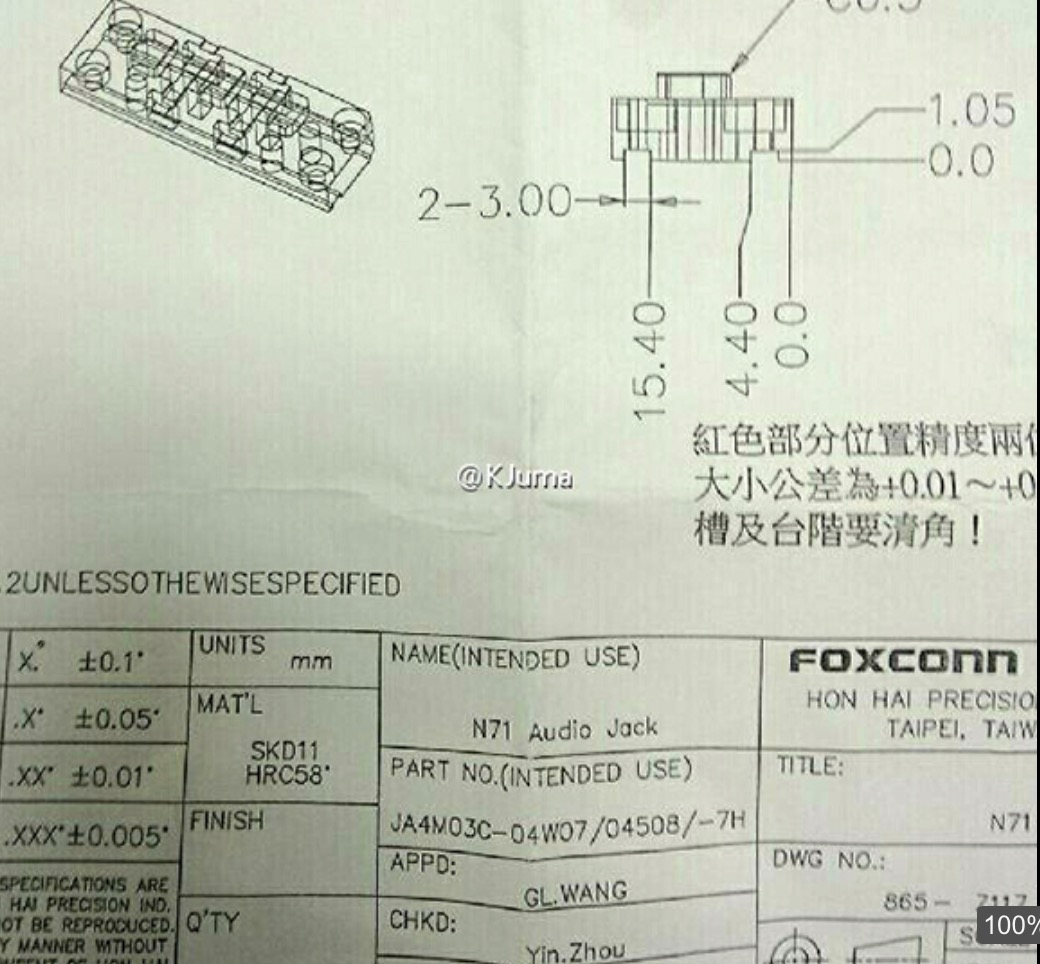 1.05
0.0
2-3.00
15.40
4.40
0.0
紅色部分位置精度兩
大小公差為+0.01～+0
槽及台階要清角！
@KJuma
.2UNLESSOTHEWISESPECIFIED
X.° ±0.1°
.X° ±0.05°
.XX° ±0.01°
.XXX°±0.005°
SPECIFICATIONS ARE
HAI PRECISION IND.
OT BE REPRODUCED
Y MANNER WITHOUT
UNITS
mm
MAT'L
SKD11
HRC58°
FINISH
Q'TY
NAME(INTENDED USE)
N71 Audio Jack
PART NO.(INTENDED USE)
JA4M03C-04W07/04508/-7H
APPD:
GL.WANG
CHKD:
Yin.Zhou
FOXCONN
HON HAI PRECISIO
TAIPEI, TAIW
TITLE:
N71
DWG NO.:
865-
100%